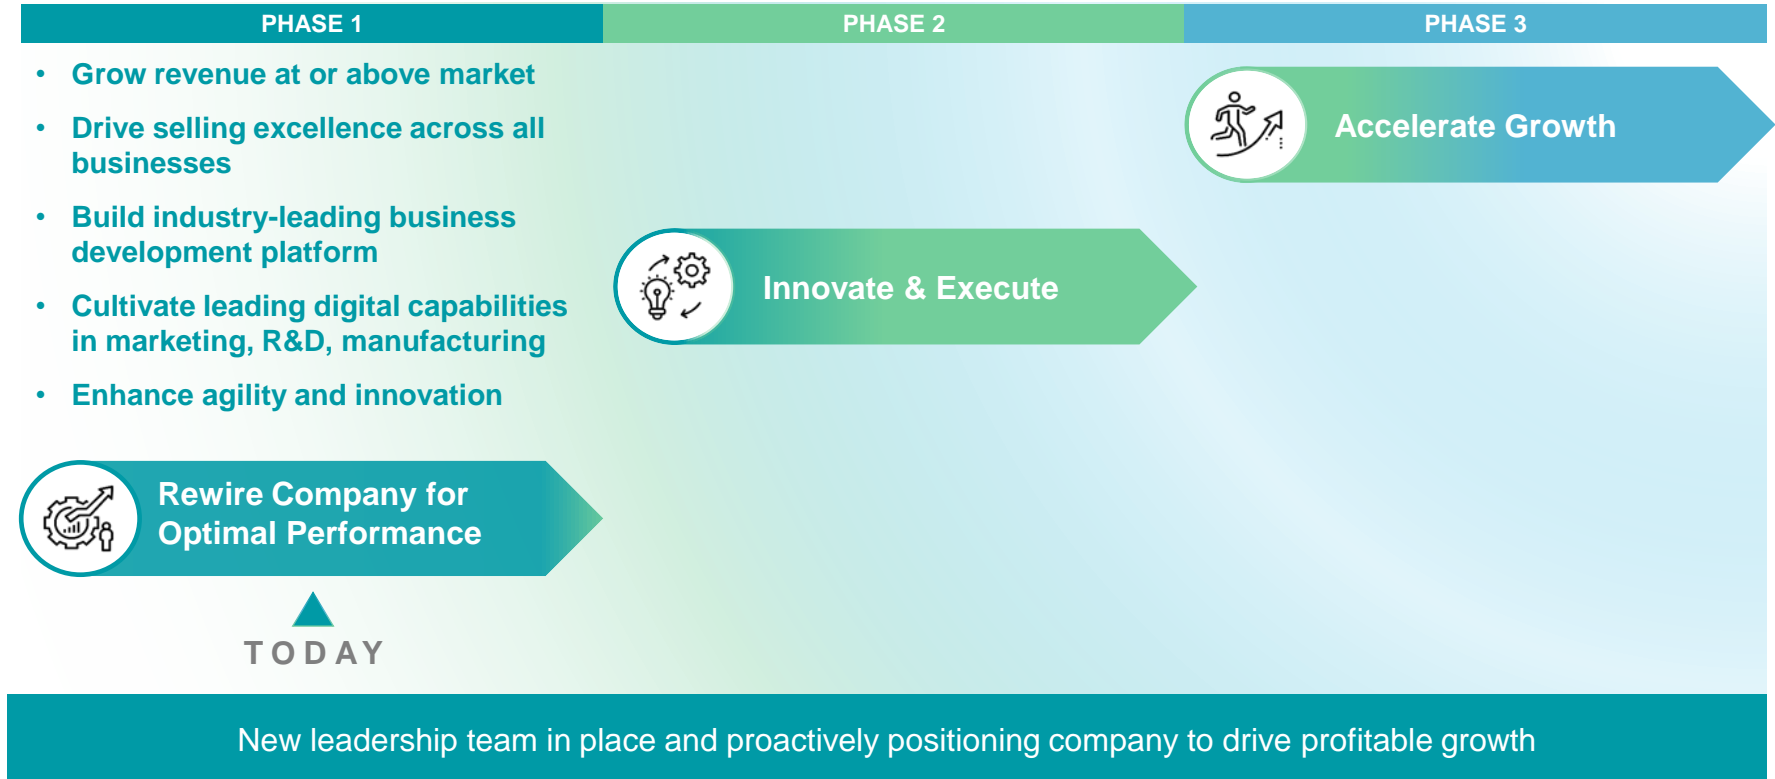 PHASE 1
PHASE 2
PHASE 3
• Grow revenue at or above market
• Drive selling excellence across all
businesses
• Build industry-leading business
development platform
• Cultivate leading digital capabilities
in marketing, R&D, manufacturing
• Enhance agility and innovation
Accelerate Growth
Innovate & Execute
Rewire Company for
Optimal Performance
TODAY
New leadership team in place and proactively positioning company to drive profitable growth